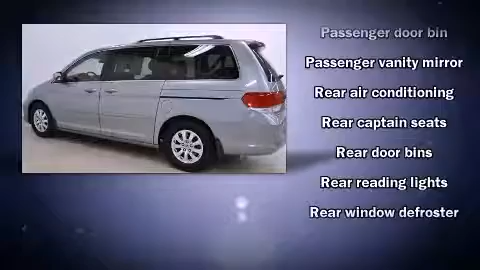 Passenger door bin
Passenger vanity mirror
Rear air conditioning
Rear captain seats
Rear door bins
Rear reading lights
Rear window defroster